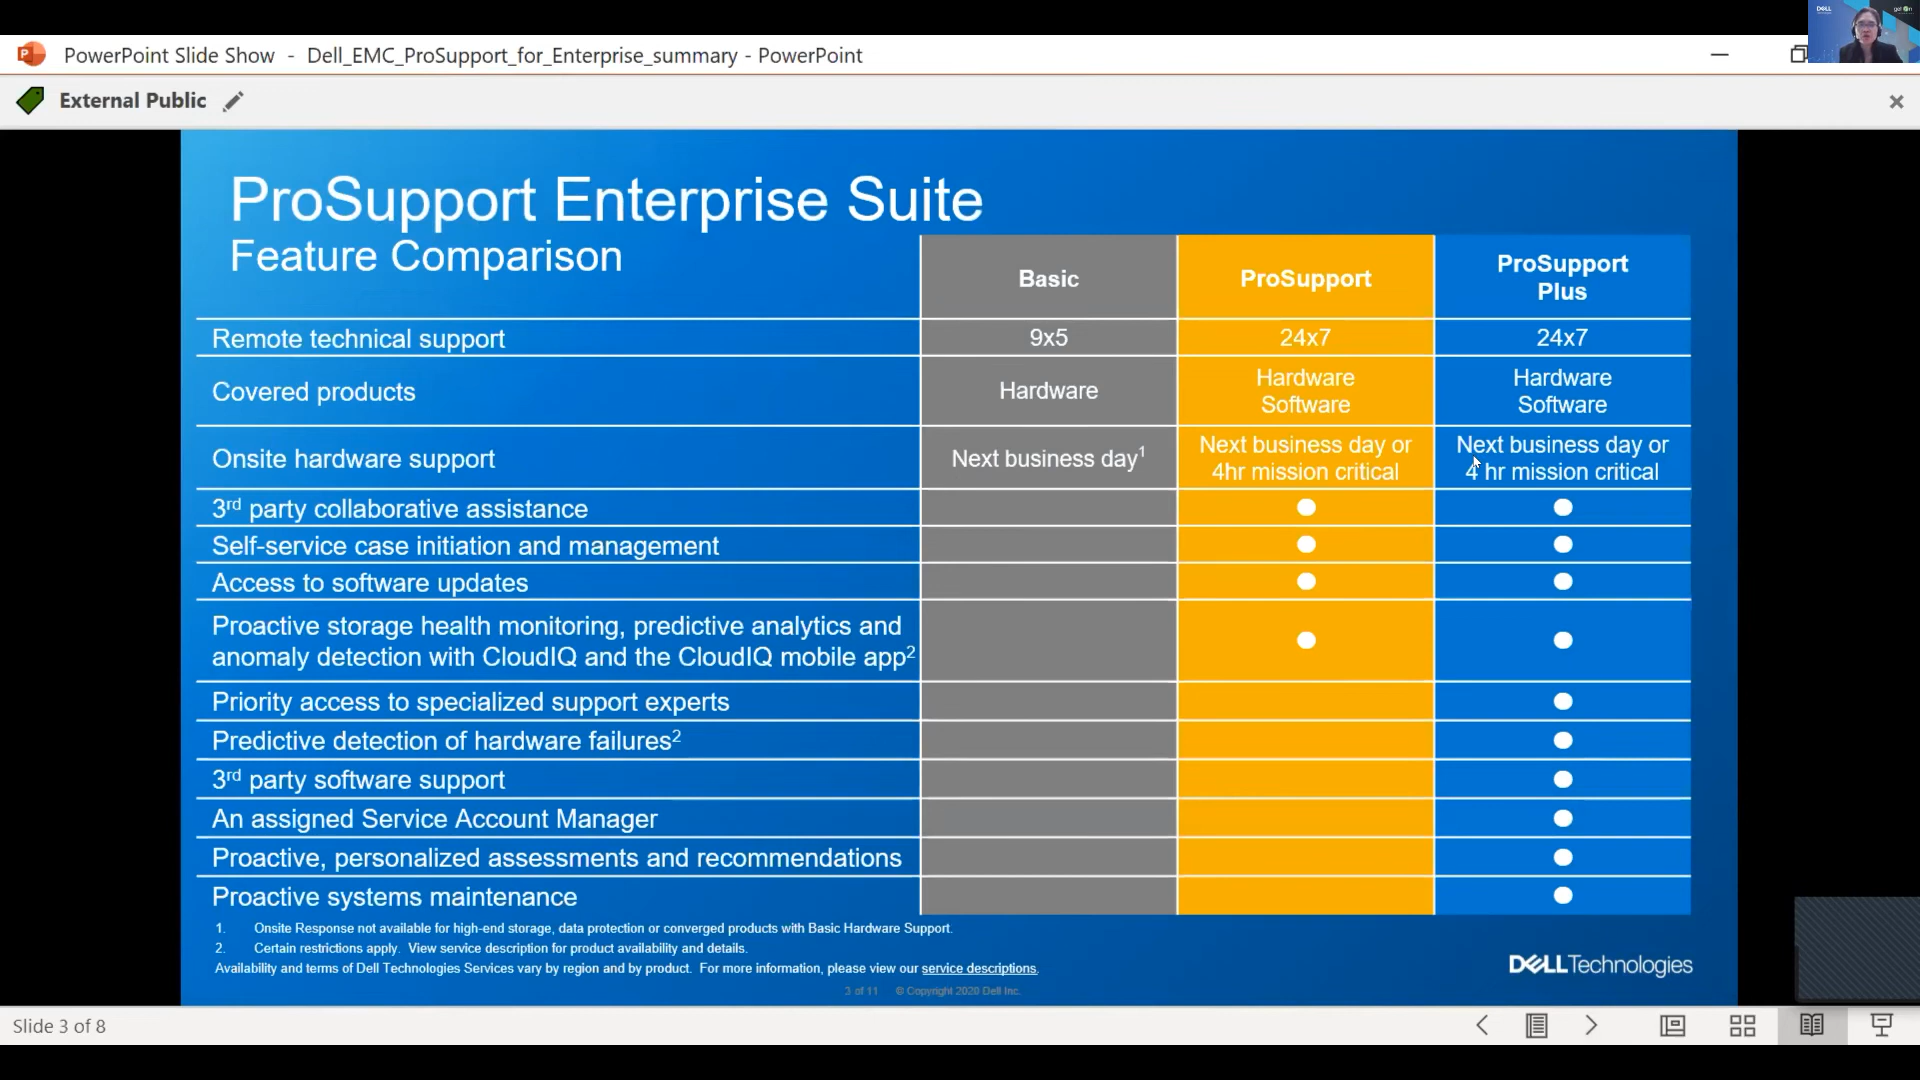 DELL
Technologies
PowerPoint Slide Show - Dell_EMC_ProSupport_for_Enterprise_summary - PowerPoint
External Public
ProSupport Enterprise Suite
Feature Comparison
Basic
ProSupport
ProSupport
Plus
Remote technical support 9x5 24x7 24x7
Covered products Hardware Hardware Software Hardware Software
Onsite hardware support Next business day¹ Next business day or 4hr mission critical Next business day or 4 hr mission critical
3rd party collaborative assistance
Self-service case initiation and management
Access to software updates
Proactive storage health monitoring, predictive analytics and
anomaly detection with CloudIQ and the CloudIQ mobile app²
Priority access to specialized support experts
Predictive detection of hardware failures²
3rd party software support
An assigned Service Account Manager
Proactive, personalized assessments and recommendations
Proactive systems maintenance
1. Onsite Response not available for high-end storage, data protection or converged products with Basic Hardware Support.
2. Certain restrictions apply. View service description for product availability and details.
Availability and terms of Dell Technologies Services vary by region and by product. For more information, please view our service descriptions.
DELL Technologies
3 of 11 © Copyright 2020 Dell Inc.
Slide 3 of 8